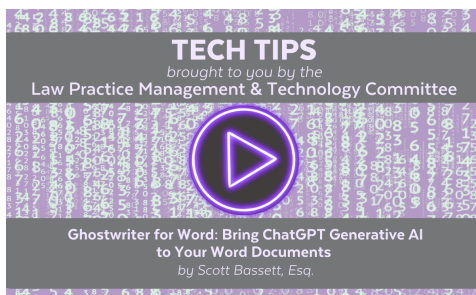 TECH TIPS
brought to you by the
Law Practice Management & Technology Committee
Ghostwriter for Word: Bring ChatGPT Generative AI
to Your Word Documents
by Scott Bassett, Esq.